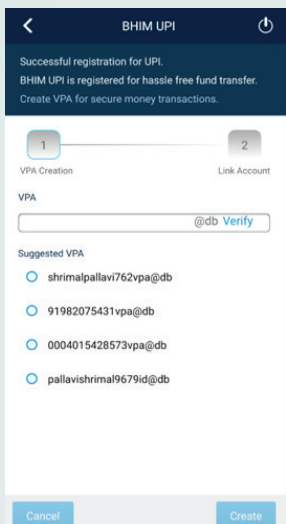 BHIM UPI
Successful registration for UPI.
BHIM UPI is registered for hassle free fund transfer.
Create VPA for secure money transactions.
1
2
VPA Creation
Link Account
VPA
@db Verify
Suggested VPA
shrimalpallavi762vpa@db
91982075431vpa@db
0004015428573vpa@db
pallavishrimal9679id@db
Cancel
Create